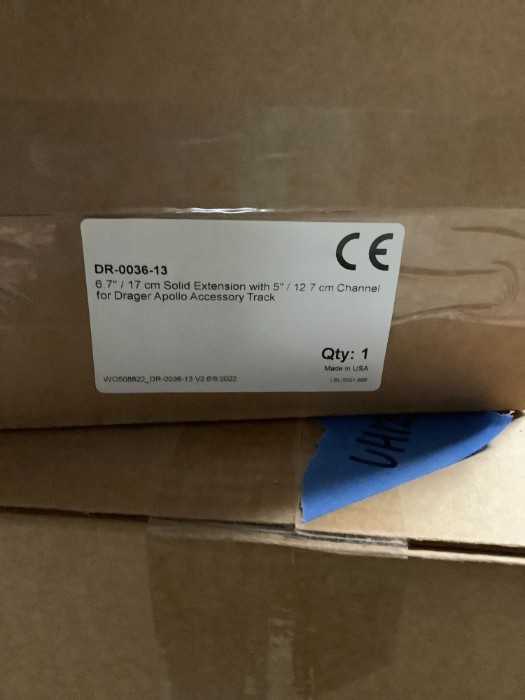 CE
DR-0036-13
6.7" / 17 cm Solid Extension with 5" / 12.7 cm Channel
for Drager Apollo Accessory Track
Qty: 1
Made in USA
WO508822_DR-0036-13 V2 6/8/2022